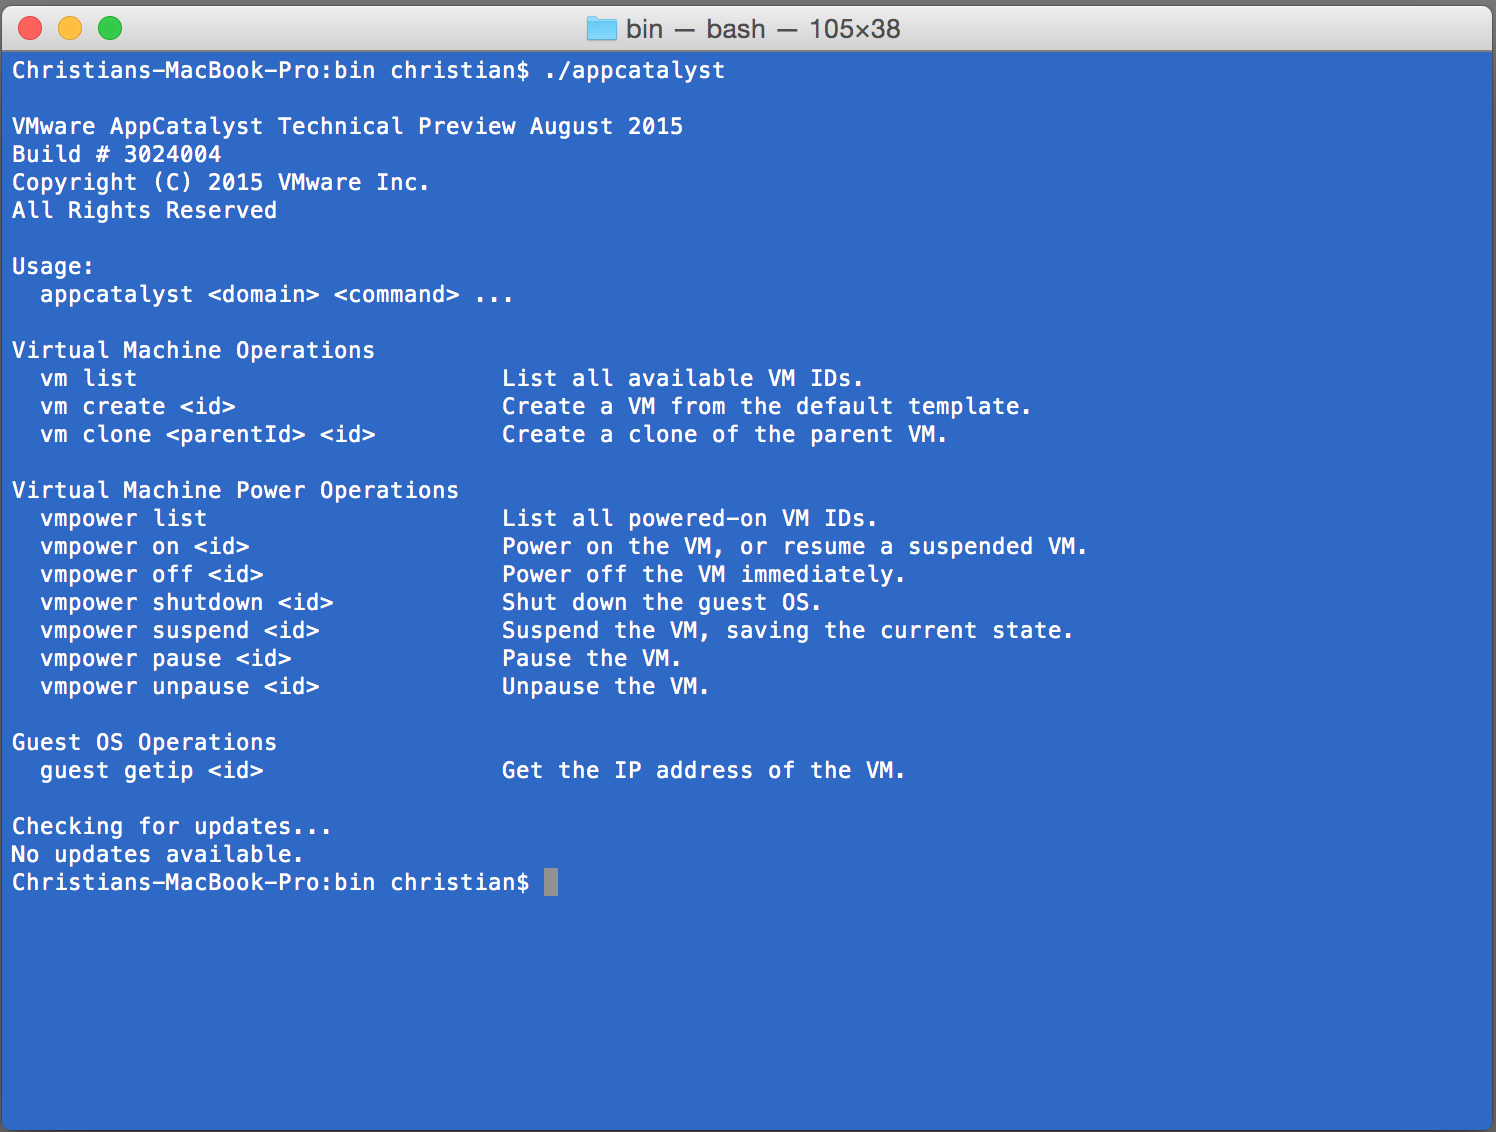 bin — bash — 105×38
Christians-MacBook-Pro:bin christian$ ./appcatalyst
VMware AppCatalyst Technical Preview August 2015
Build # 3024004
Copyright (C) 2015 VMware Inc.
All Rights Reserved
Usage:
appcatalyst <domain> <command> ...
Virtual Machine Operations
vm list List all available VM IDs.
vm create <id> Create a VM from the default template.
vm clone <parentId> <id> Create a clone of the parent VM.
Virtual Machine Power Operations
vmpower list List all powered-on VM IDs.
vmpower on <id> Power on the VM, or resume a suspended VM.
vmpower off <id> Power off the VM immediately.
vmpower shutdown <id> Shut down the guest OS.
vmpower suspend <id> Suspend the VM, saving the current state.
vmpower pause <id> Pause the VM.
vmpower unpause <id> Unpause the VM.
Guest OS Operations
guest getip <id> Get the IP address of the VM.
Checking for updates...
No updates available.
Christians-MacBook-Pro:bin christian$